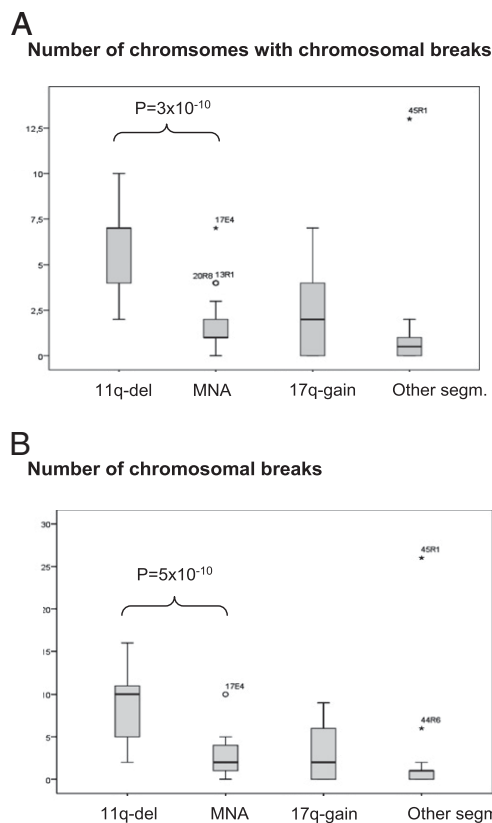 A
Number of chromsomes with chromosomal breaks
P=3x10-10
45R1
12,5
10
7,5
17E4
5
20R8 13R1
2,5
0
11q-del MNA 17q-gain Other segm.
B
Number of chromosomal breaks
30
45R1
25
P=5x10-10
20
15
10
17E4
44R6
5
0
11q-del MNA 17q-gain Other segm